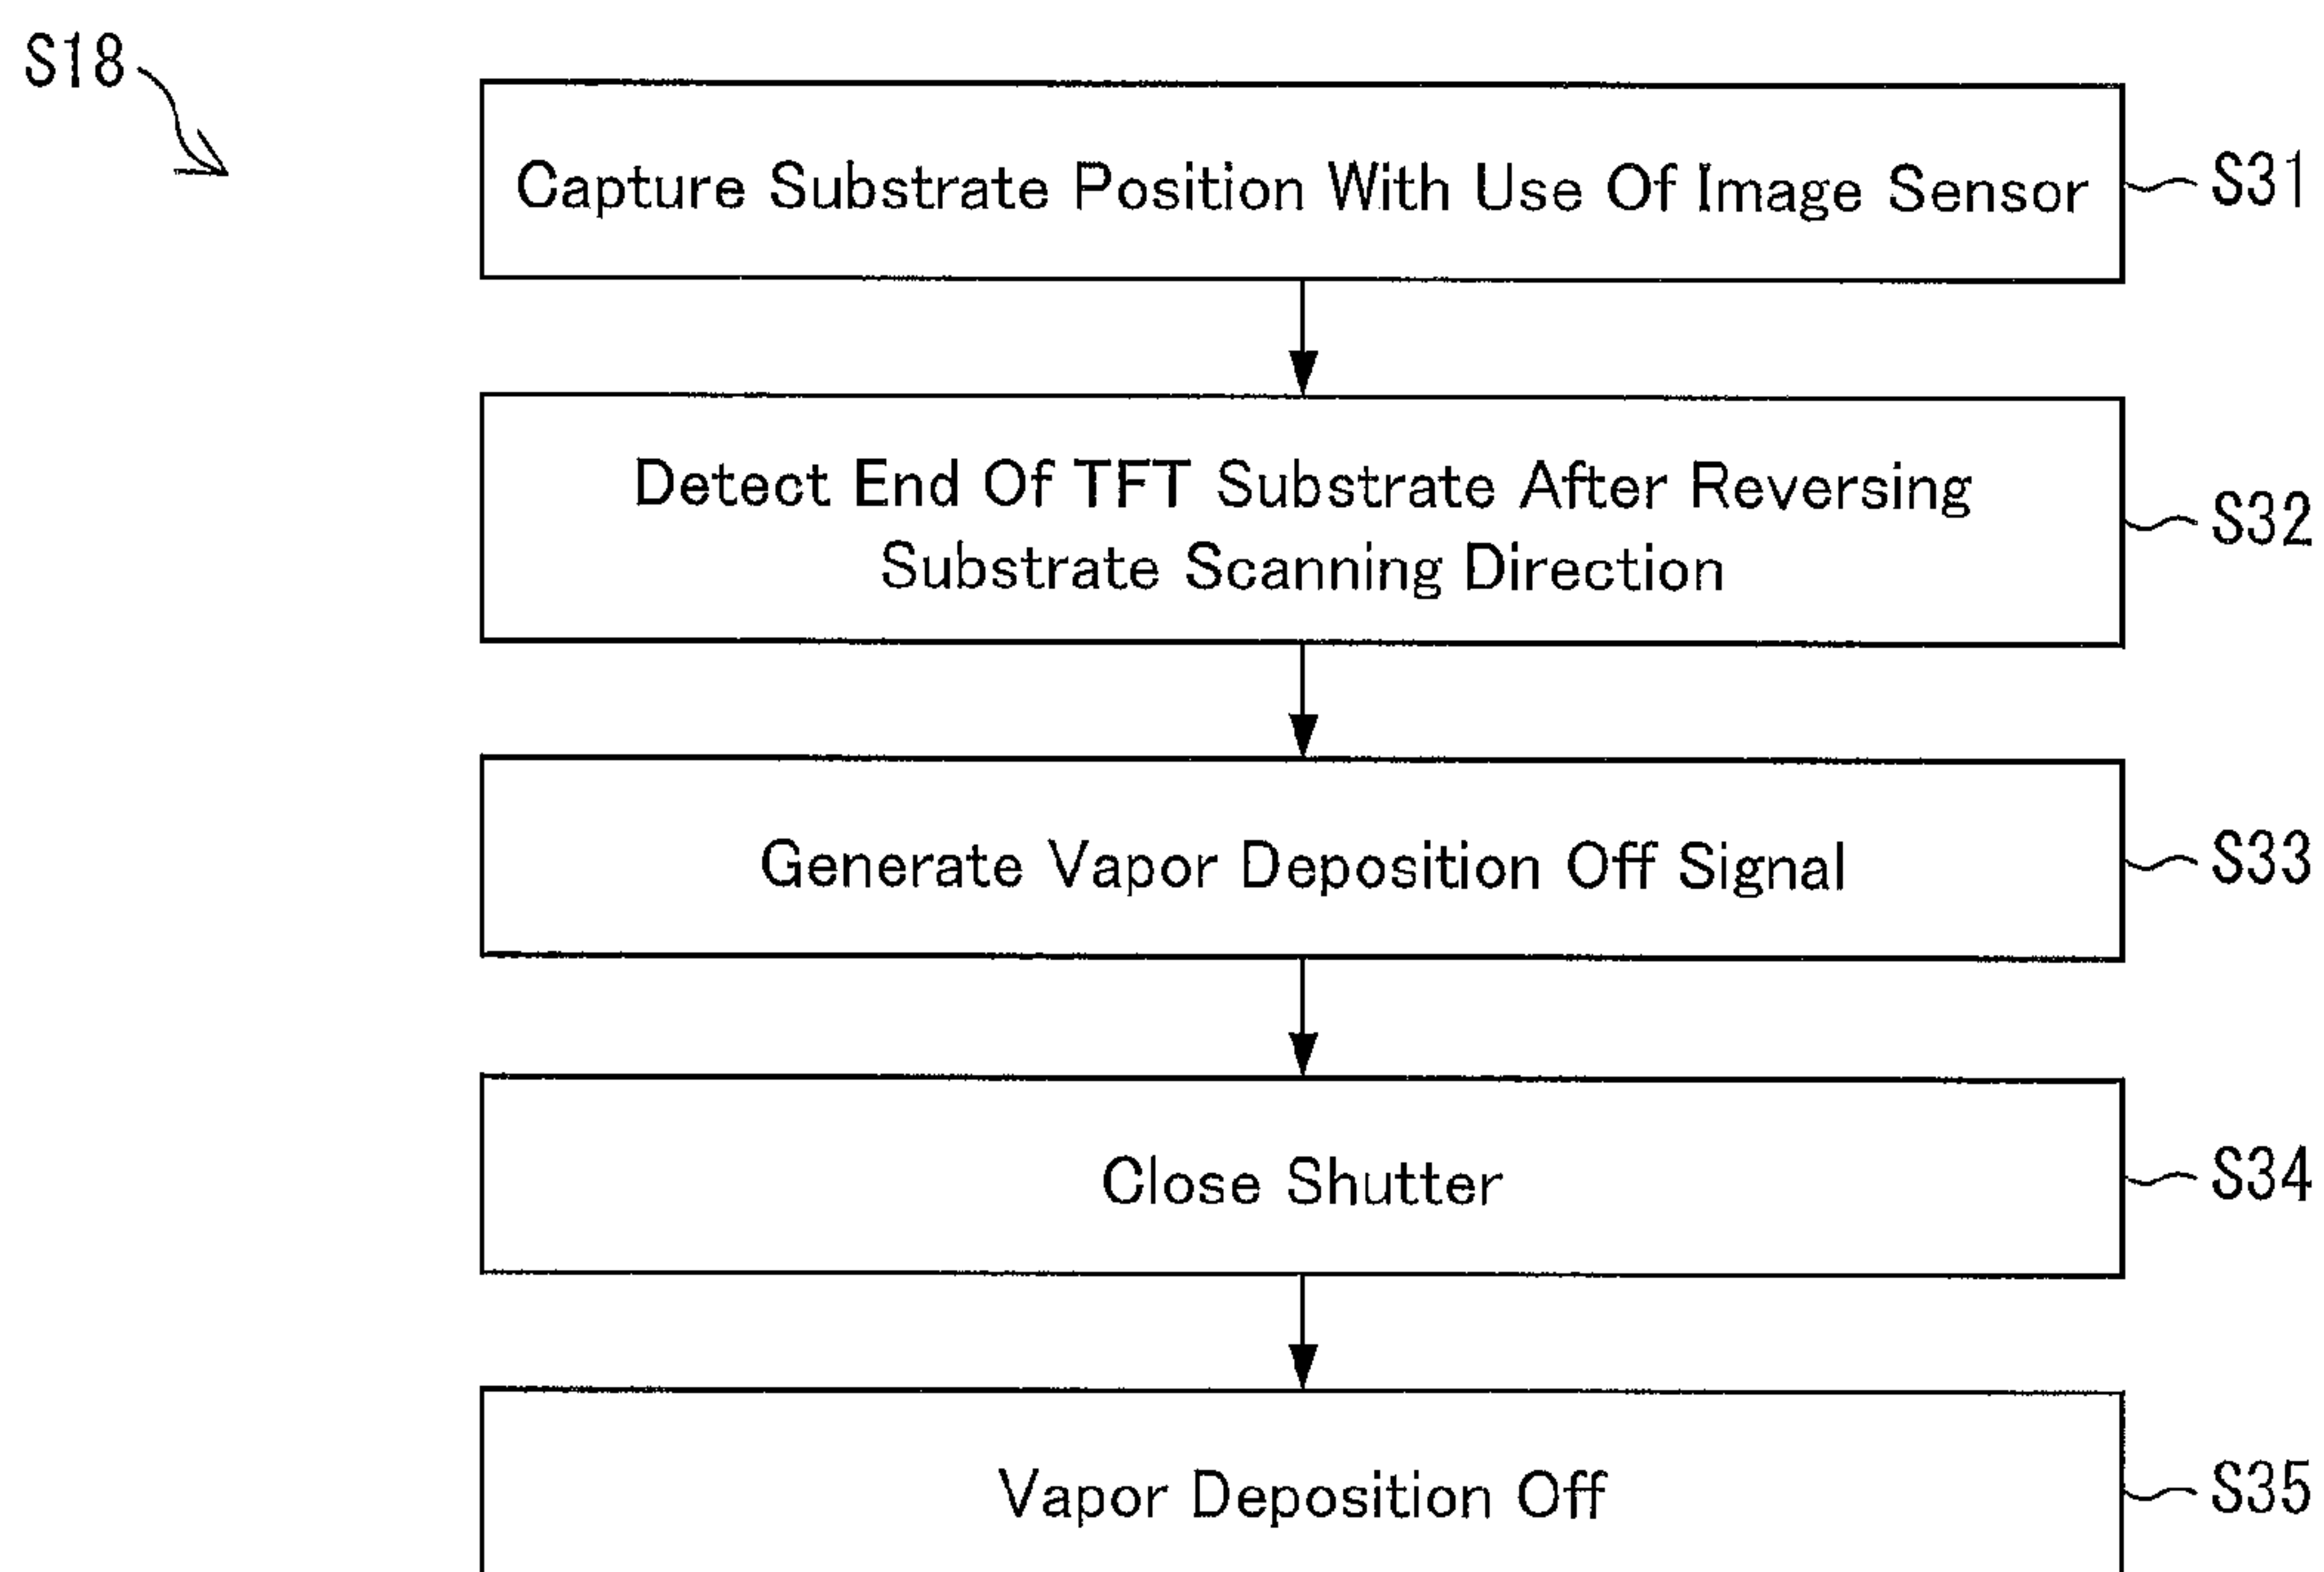 S18
Capture Substrate Position With Use Of Image Sensor
S31
Detect End Of TFT Substrate After Reversing
Substrate Scanning Direction
S32
Generate Vapor Deposition Off Signal
S33
Close Shutter
S34
Vapor Deposition Off
S35